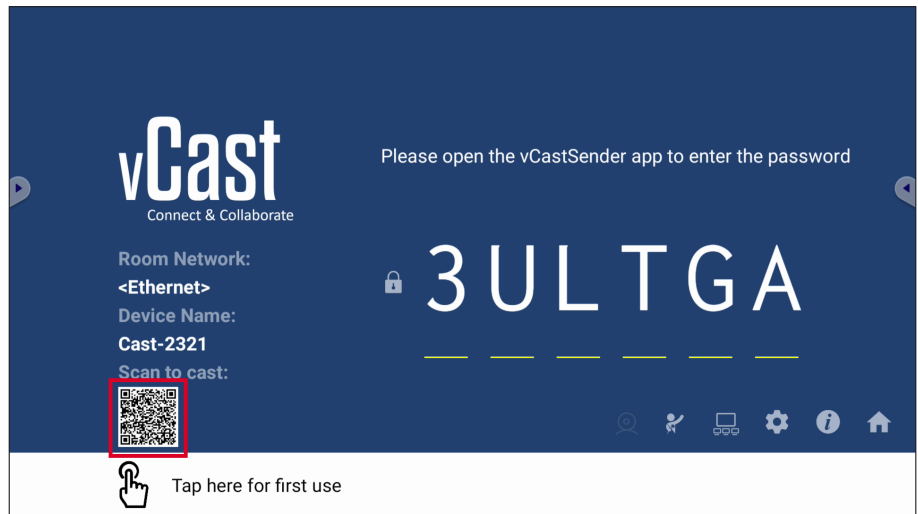 vCast
Connect & Collaborate
Please open the vCastSender app to enter the password
Room Network:
<Ethernet>
Device Name:
Cast-2321
Scan to cast:
3ULTGA
Tap here for first use